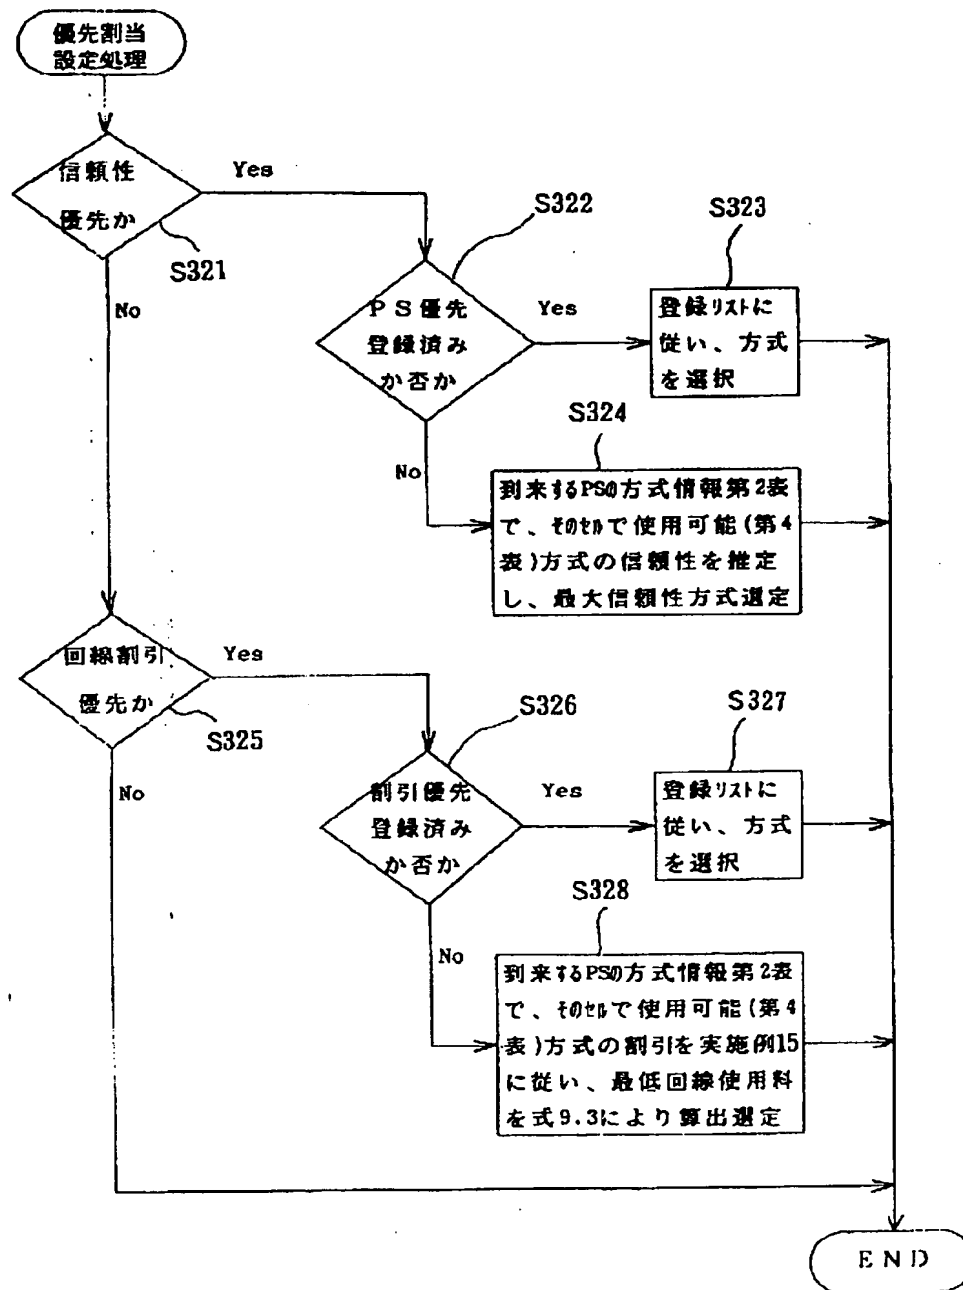 優先割当
設定処理
信頼性
優先か
Yes
S321
No
S322
PS優先
登録済み
か否か
Yes
No
S323
登録リストに
従い、方式
を選択
S324
到来するPSの方式情報第2表
で、そのセルで使用可能(第4
表)方式の信頼性を推定
し、最大信頼性方式選定
回線割引
優先か
Yes
S325
No
S326
割引優先
登録済み
か否か
Yes
No
S327
登録リストに
従い、方式
を選択
S328
到来するPSの方式情報第2表
で、そのセルで使用可能(第4
表)方式の割引を実施例15
に従い、最低回線使用料
を式9.3により算出選定
END